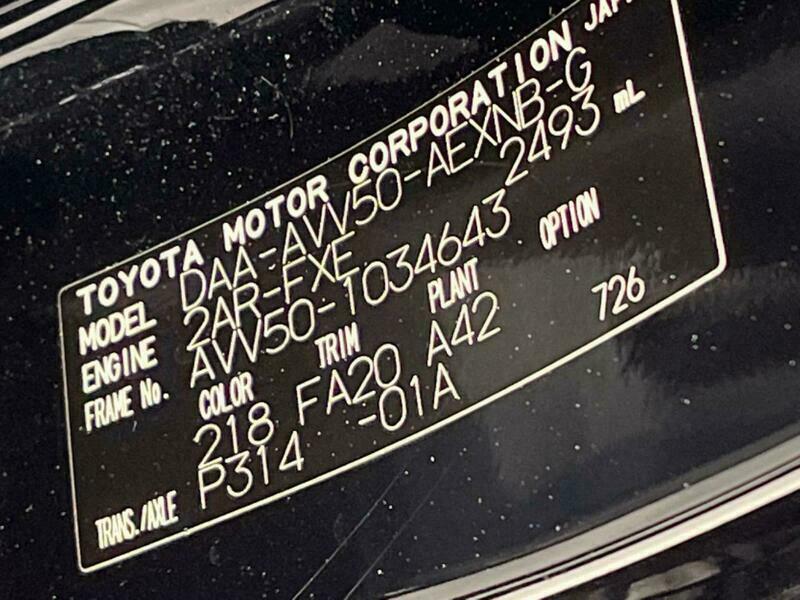 TOYOTA MOTOR CORPORATION
MODEL DAA-AVV50-AEXNB-G
ENGINE 2AR-FXE 2493 mL
FRAME No. AVV50-1034643
COLOR TRIM PLANT OPTION
218 FA20 A42 726
TRANS./AXLE P314 -01A